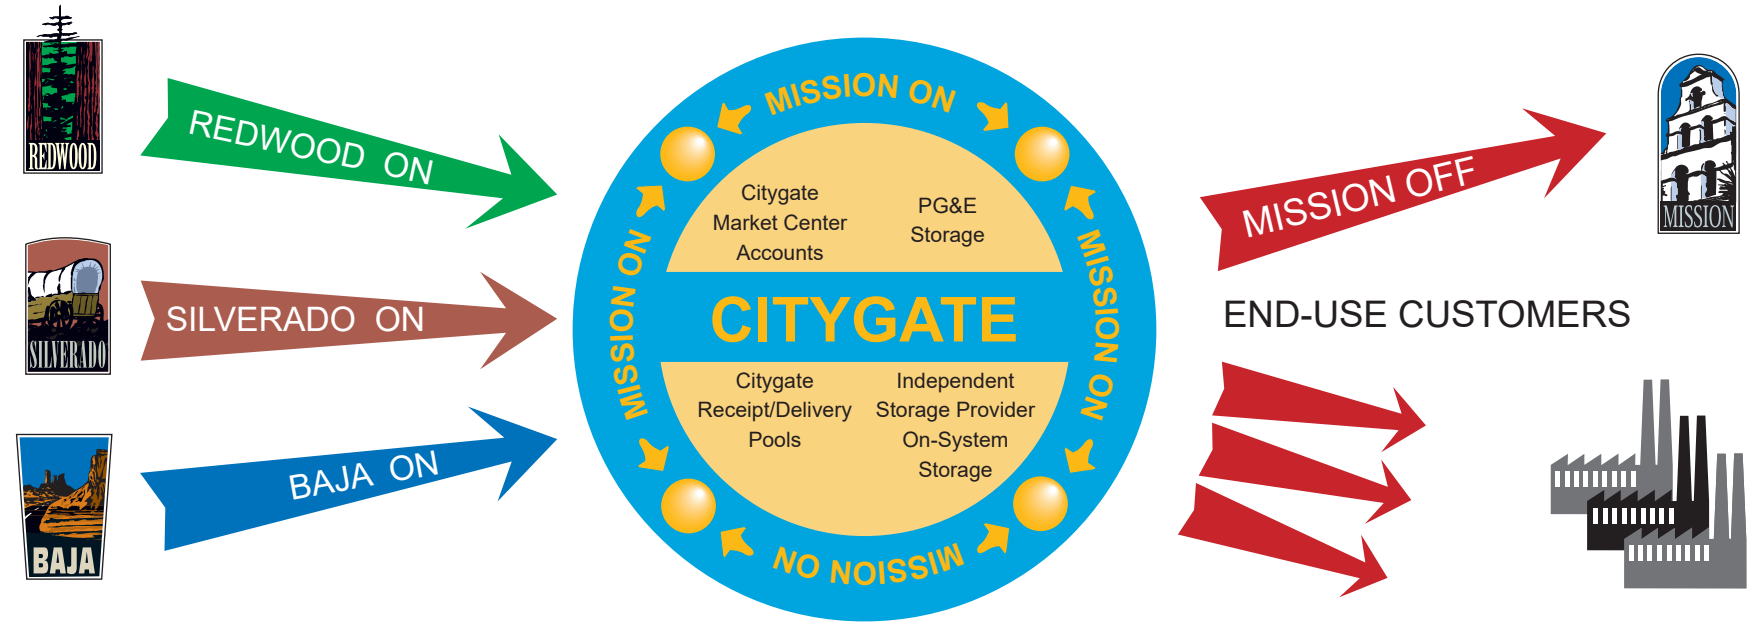 REDWOOD
REDWOOD ON
SILVERADO
SILVERADO ON
BAJA
BAJA ON
MISSION ON
MISSION ON
MISSION ON
MISSION ON
Citygate
Market Center
Accounts
PG&E
Storage
CITYGATE
Citygate
Receipt/Delivery
Pools
Independent
Storage Provider
On-System
Storage
MISSION OFF
MISSION
END-USE CUSTOMERS